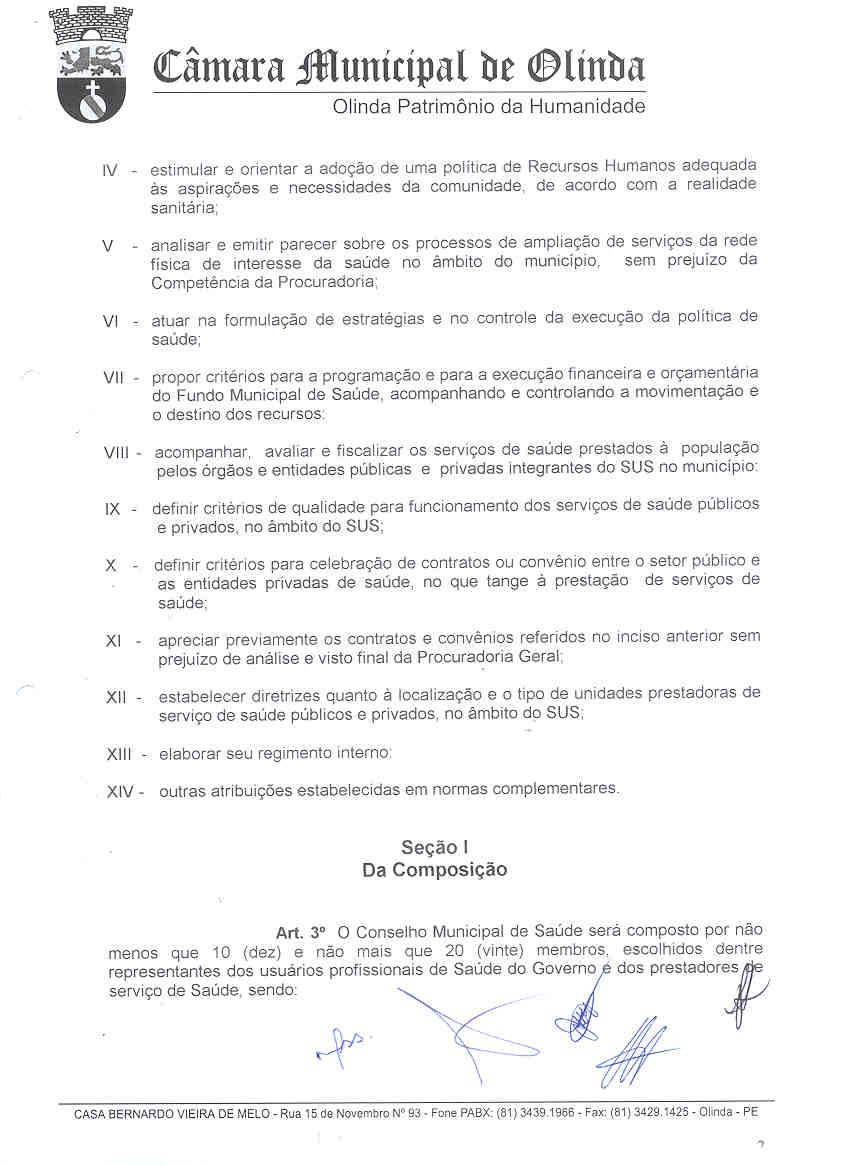 Câmara Municipal de Olinda
Olinda Patrimônio da Humanidade
IV - estimular e orientar a adoção de uma política de Recursos Humanos adequada
às aspirações e necessidades da comunidade, de acordo com a realidade
sanitária;
V - analisar e emitir parecer sobre os processos de ampliação de serviços da rede
física de interesse da saúde no âmbito do município, sem prejuízo da
Competência da Procuradoria;
VI - atuar na formulação de estratégias e no controle da execução da política de
saúde;
VII - propor critérios para a programação e para a execução financeira e orçamentária
do Fundo Municipal de Saúde, acompanhando e controlando a movimentação e
o destino dos recursos:
VIII - acompanhar, avaliar e fiscalizar os serviços de saúde prestados à população
pelos órgãos e entidades públicas e privadas integrantes do SUS no município:
IX - definir critérios de qualidade para funcionamento dos serviços de saúde públicos
e privados, no âmbito do SUS;
X - definir critérios para celebração de contratos ou convênio entre o setor público e
as entidades privadas de saúde, no que tange à prestação de serviços de
saúde;
XI - apreciar previamente os contratos e convênios referidos no inciso anterior sem
prejuízo de análise e visto final da Procuradoria Geral;
XII - estabelecer diretrizes quanto à localização e o tipo de unidades prestadoras de
serviço de saúde públicos e privados, no âmbito do SUS;
XIII - elaborar seu regimento interno:
XIV - outras atribuições estabelecidas em normas complementares.
Seção I
Da Composição
Art. 3º O Conselho Municipal de Saúde será composto por não
menos que 10 (dez) e não mais que 20 (vinte) membros, escolhidos dentre
representantes dos usuários profissionais de Saúde do Governo e dos prestadores de
serviço de Saúde, sendo:
CASA BERNARDO VIEIRA DE MELO - Rua 15 de Novembro Nº 93 - Fone PABX: (81) 3439.1966 - Fax: (81) 3429.1425 - Olinda - PE